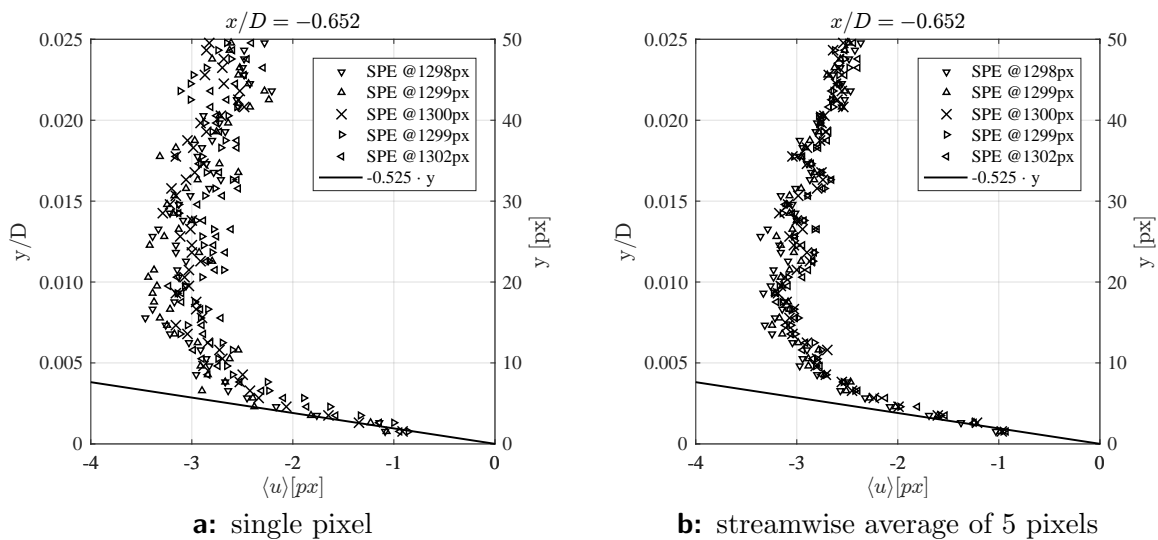 x/D = −0.652
0.025
0.020
0.015
0.010
0.005
0
y/D
50
40
30
20
10
0
y [px]
-4
-3
-2
-1
0
⟨u⟩[px]
SPE @1298px
SPE @1299px
SPE @1300px
SPE @1299px
SPE @1302px
-0.525 · y
a: single pixel
x/D = −0.652
0.025
0.020
0.015
0.010
0.005
0
y/D
50
40
30
20
10
0
y [px]
-4
-3
-2
-1
0
⟨u⟩[px]
SPE @1298px
SPE @1299px
SPE @1300px
SPE @1299px
SPE @1302px
-0.525 · y
b: streamwise average of 5 pixels